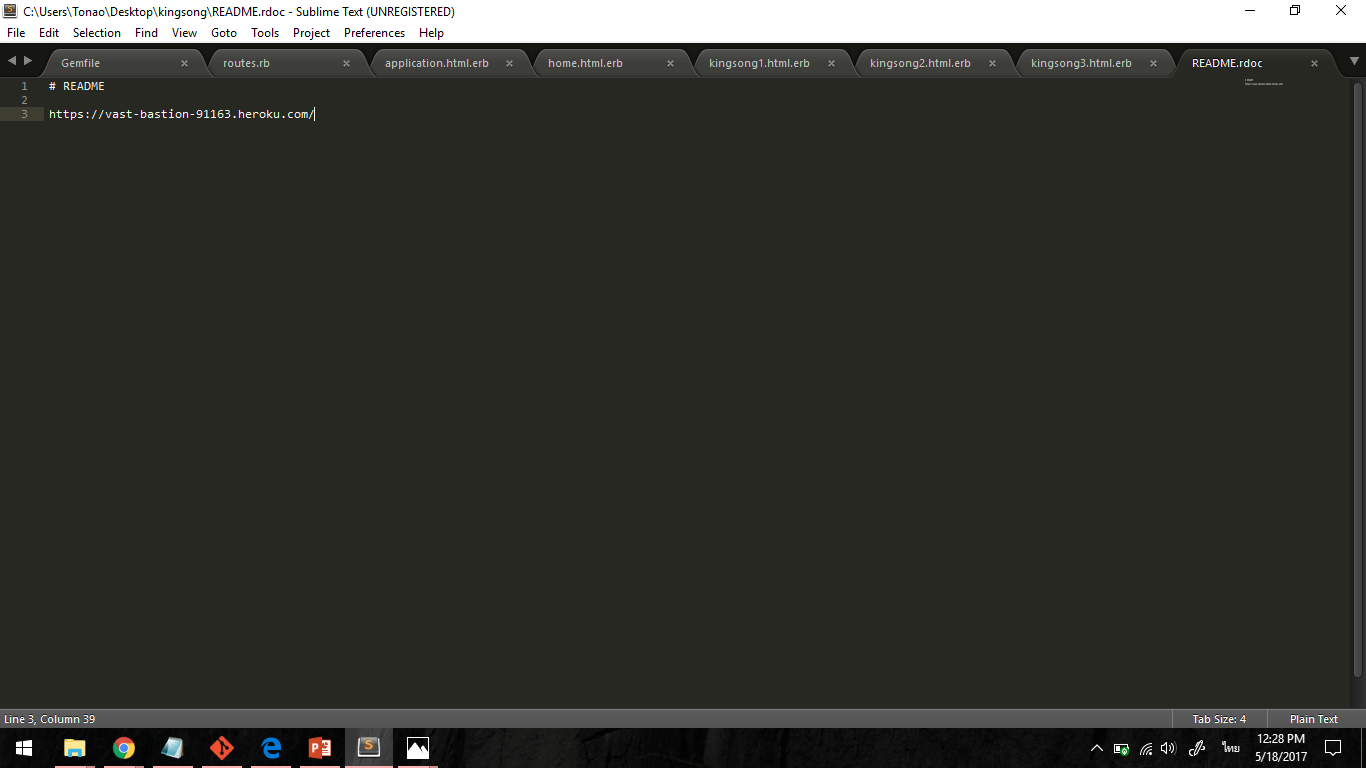 C:\Users\Tonao\Desktop\kingsong\README.rdoc - Sublime Text (UNREGISTERED)
File Edit Selection Find View Goto Tools Project Preferences Help
Gemfile routes.rb application.html.erb home.html.erb kingsong1.html.erb kingsong2.html.erb kingsong3.html.erb README.rdoc
1 # README
2
3 https://vast-bastion-91163.heroku.com/
Line 3, Column 39 Tab Size: 4 Plain Text
ไทย 12:28 PM
5/18/2017